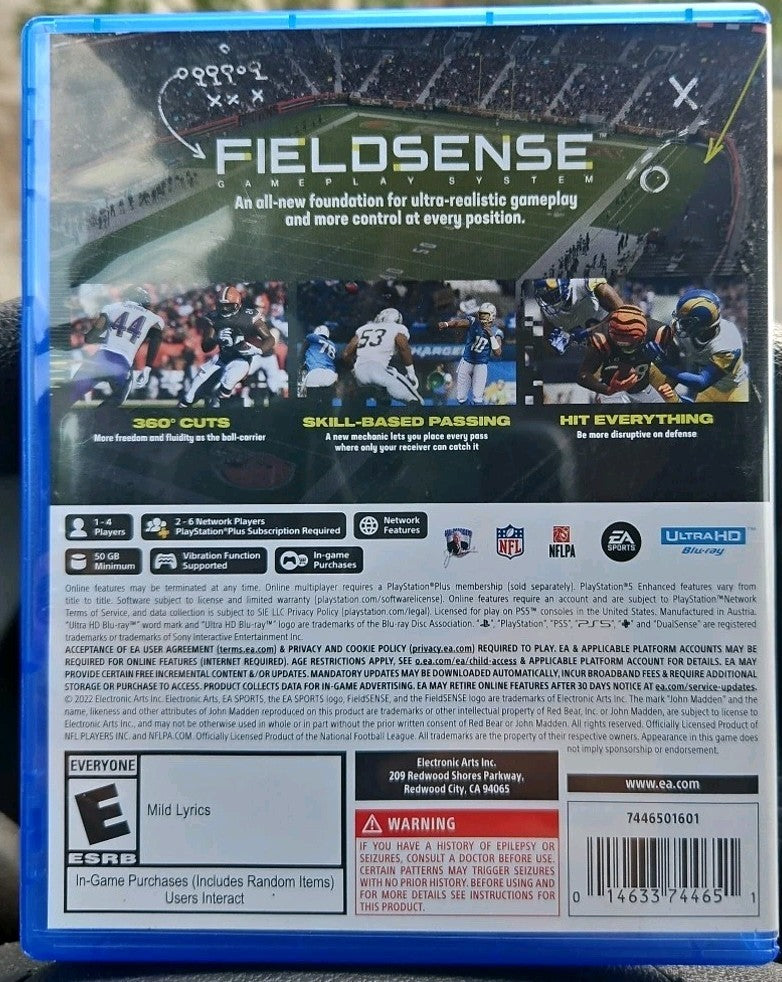 FIELDSENSE
GAMEPLAY SYSTEM
An all-new foundation for ultra-realistic gameplay
and more control at every position.
44
53
78
10
CHARGE
360° CUTS
More freedom and fluidity as the ball-carrier
SKILL-BASED PASSING
A new mechanic lets you place every pass
where only your receiver can catch it
HIT EVERYTHING
Be more disruptive on defense
1 - 4
Players
2 - 6 Network Players
PlayStation®Plus Subscription Required
Network
Features
50 GB
Minimum
Vibration Function
Supported
In-game
Purchases
NFL
NFLPA
EA
SPORTS
ULTRA HD
Blu-ray
Online features may be terminated at any time. Online multiplayer requires a PlayStation®Plus membership (sold separately). PlayStation®5 Enhanced features vary from
title to title. Software subject to license and limited warranty (playstation.com/softwarelicense). Online features require an account and are subject to PlayStation™Network
Terms of Service, and data collection is subject to SIE LLC Privacy Policy (playstation.com/legal). Licensed for play on PS5™ consoles in the United States. Manufactured in Austria.
"Ultra HD Blu-ray™" word mark and "Ultra HD Blu-ray™" logo are trademarks of the Blu-ray Disc Association. "PS", "PlayStation", "PS5", "PS5", "" and "DualSense" are registered
trademarks or trademarks of Sony Interactive Entertainment Inc.
ACCEPTANCE OF EA USER AGREEMENT (terms.ea.com) & PRIVACY AND COOKIE POLICY (privacy.ea.com) REQUIRED TO PLAY. EA & APPLICABLE PLATFORM ACCOUNTS MAY BE
REQUIRED FOR ONLINE FEATURES (INTERNET REQUIRED). AGE RESTRICTIONS APPLY, SEE o.ea.com/ea/child-access & APPLICABLE PLATFORM ACCOUNT FOR DETAILS. EA MAY
PROVIDE CERTAIN FREE INCREMENTAL CONTENT &/OR UPDATES. MANDATORY UPDATES MAY BE DOWNLOADED AUTOMATICALLY, INCUR BROADBAND FEES & REQUIRE ADDITIONAL
STORAGE OR PURCHASE TO ACCESS. PRODUCT COLLECTS DATA FOR IN-GAME ADVERTISING. EA MAY RETIRE ONLINE FEATURES AFTER 30 DAYS NOTICE AT ea.com/service-updates.
© 2022 Electronic Arts Inc. Electronic Arts, EA SPORTS, the EA SPORTS logo, FieldSENSE, and the FieldSENSE logo are trademarks of Electronic Arts Inc. The mark "John Madden" and the
name, likeness and other attributes of John Madden reproduced on this product are trademarks or other intellectual property of Red Bear, Inc. or John Madden, are subject to license to
Electronic Arts Inc., and may not be otherwise used in whole or in part without the prior written consent of Red Bear or John Madden. All rights reserved. Officially Licensed Product of
NFL PLAYERS INC. and NFLPA.COM. Officially Licensed Product of the National Football League. All trademarks are the property of their respective owners. Appearance in this game does
not imply sponsorship or endorsement.
EVERYONE
E
ESRB
Mild Lyrics
In-Game Purchases (Includes Random Items)
Users Interact
Electronic Arts Inc.
209 Redwood Shores Parkway,
Redwood City, CA 94065
WARNING
IF YOU HAVE A HISTORY OF EPILEPSY OR
SEIZURES, CONSULT A DOCTOR BEFORE USE.
CERTAIN PATTERNS MAY TRIGGER SEIZURES
WITH NO PRIOR HISTORY. BEFORE USING AND
FOR MORE DETAILS SEE INSTRUCTIONS FOR
THIS PRODUCT.
www.ea.com
7446501601
0 14633 74465 1